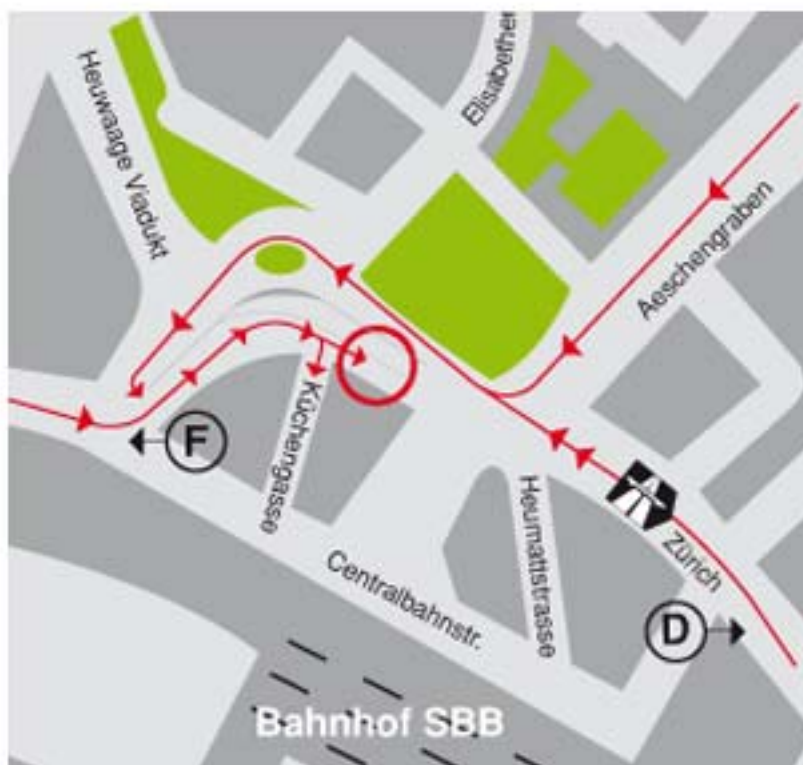 Heuwaage Viadukt
Elisabethen
Aeschengraben
Küchengasse
F
Heumattstrasse
Zürich
Centralbahnstr.
D
Bahnhof SBB